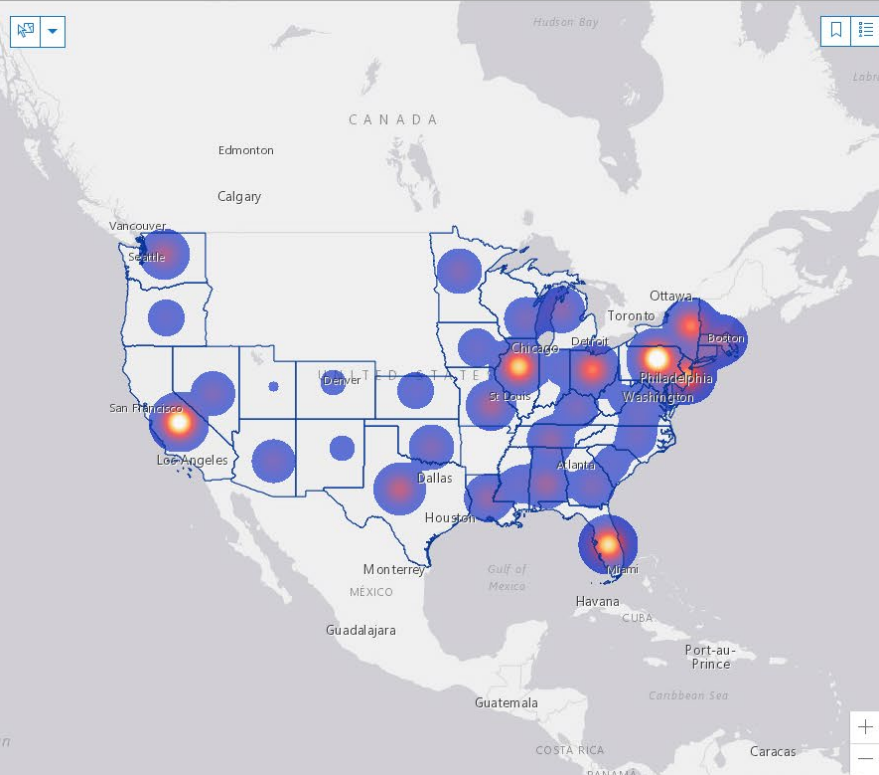 Hudson Bay
CANADA
Edmonton
Calgary
Vancouver
Seattle
Ottawa
Toronto
Boston
Detroit
Chicago
UNITED STATES
Denver
Philadelphia
Washington
St Louis
San Francisco
Los Angeles
Atlanta
Dallas
Houston
Monterrey
Gulf of
Mexico
Miami
MÉXICO
Havana
CUBA
Guadalajara
Port-au-
Prince
Caribbean Sea
Guatemala
COSTA RICA
Caracas
PANAMÁ